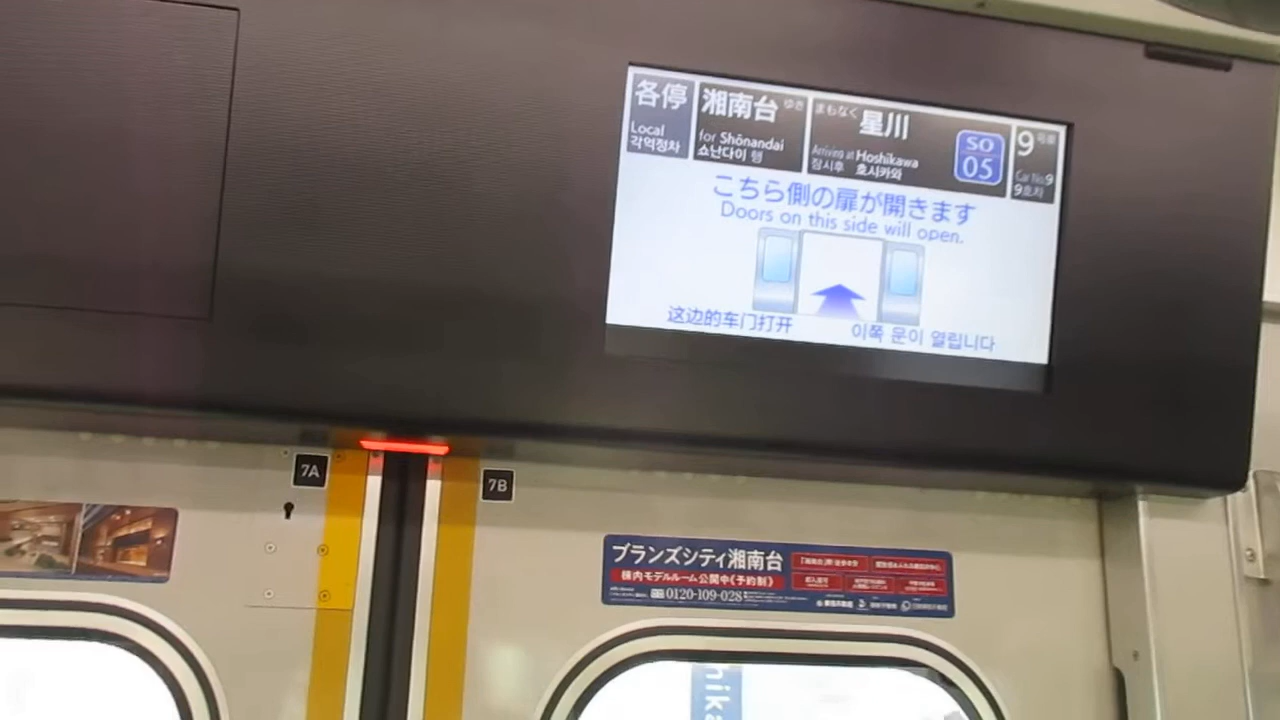 各停
Local
각역정차
湘南台 ゆき
for Shōnandai
쇼난다이 행
まもなく 星川
Arriving at Hoshikawa
잠시후 호시카와
SO
05
9 号車
Car No.9
9호차
こちら側の扉が開きます
Doors on this side will open.
这边的车门打开
이쪽 문이 열립니다
7A
7B
ブランズシティ湘南台
棟内モデルルーム公開中《予約制》
0120-109-028
hika